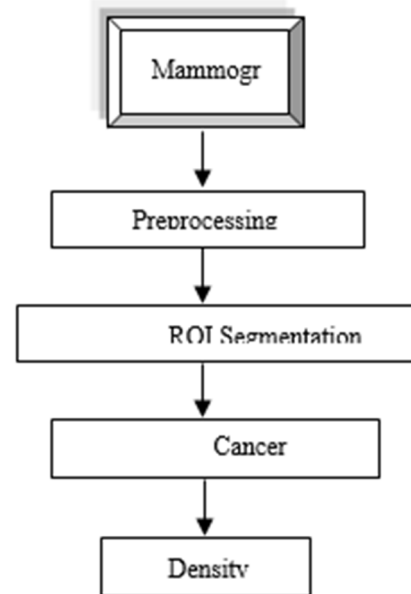 Mammogr
Preprocessing
ROI Segmentation
Cancer
Density